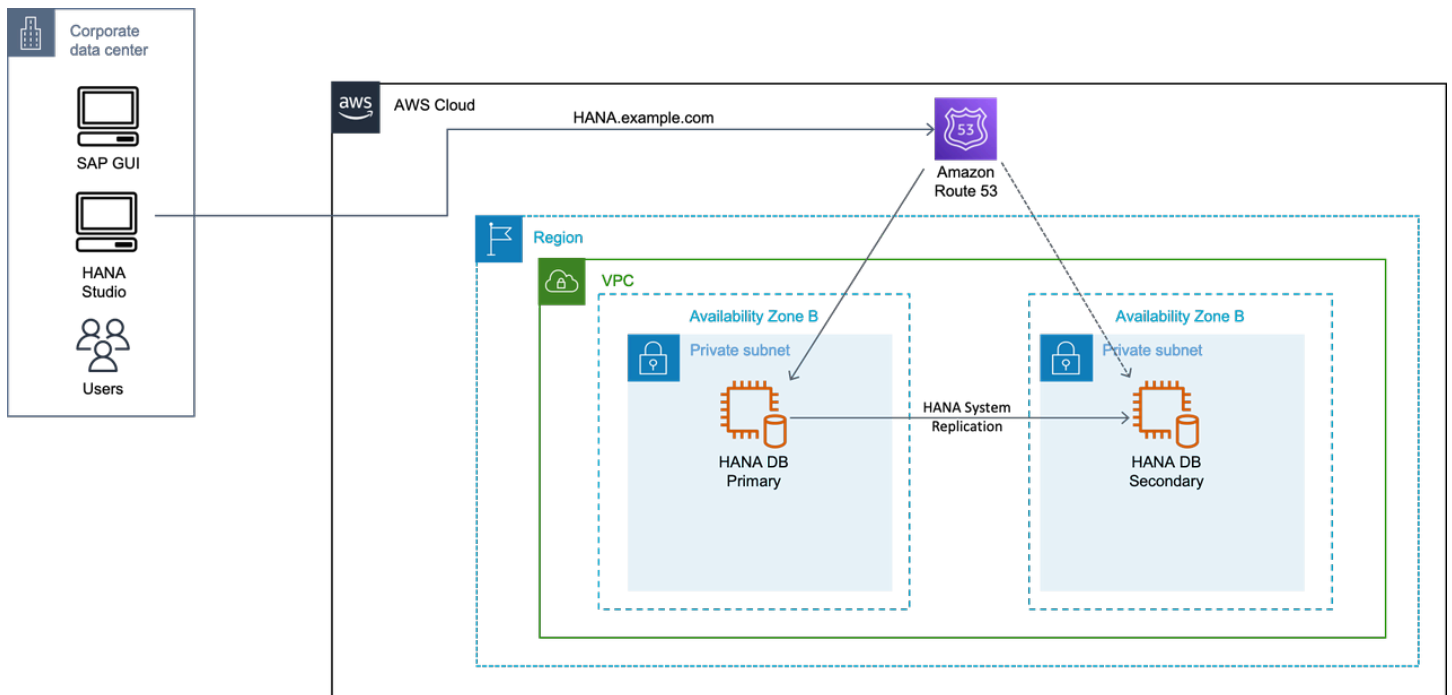 Corporate
data center
SAP GUI
HANA
Studio
Users
aws
AWS Cloud
HANA.example.com
53
Amazon
Route 53
Region
VPC
Availability Zone B
Private subnet
HANA DB
Primary
HANA System
Replication
Availability Zone B
Private subnet
HANA DB
Secondary